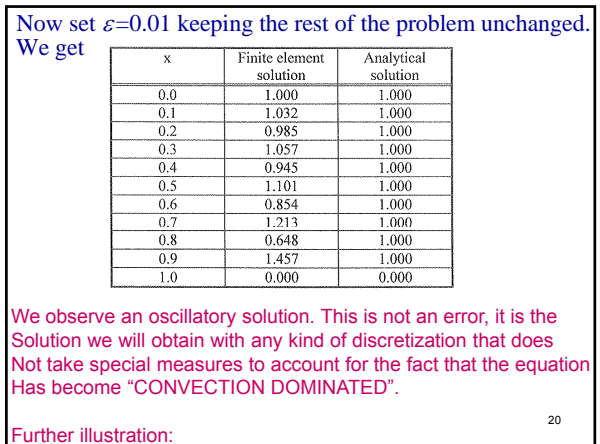 Now set ε=0.01 keeping the rest of the problem unchanged.
We get
x Finite element solution Analytical solution
0.0 1.000 1.000
0.1 1.032 1.000
0.2 0.985 1.000
0.3 1.057 1.000
0.4 0.945 1.000
0.5 1.101 1.000
0.6 0.854 1.000
0.7 1.213 1.000
0.8 0.648 1.000
0.9 1.457 1.000
1.0 0.000 0.000
We observe an oscillatory solution. This is not an error, it is the
Solution we will obtain with any kind of discretization that does
Not take special measures to account for the fact that the equation
Has become “CONVECTION DOMINATED”.
20
Further illustration: